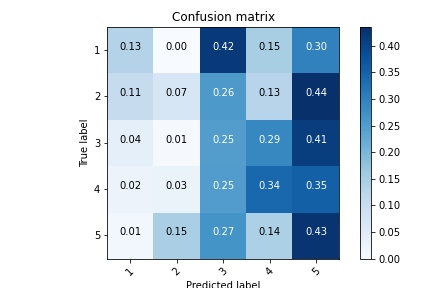 Confusion matrix
1 0.13 0.00 0.42 0.15 0.30
2 0.11 0.07 0.26 0.13 0.44
3 0.04 0.01 0.25 0.29 0.41
4 0.02 0.03 0.25 0.34 0.35
5 0.01 0.15 0.27 0.14 0.43
1 2 3 4 5
True label
Predicted label
0.40
0.35
0.30
0.25
0.20
0.15
0.10
0.05
0.00